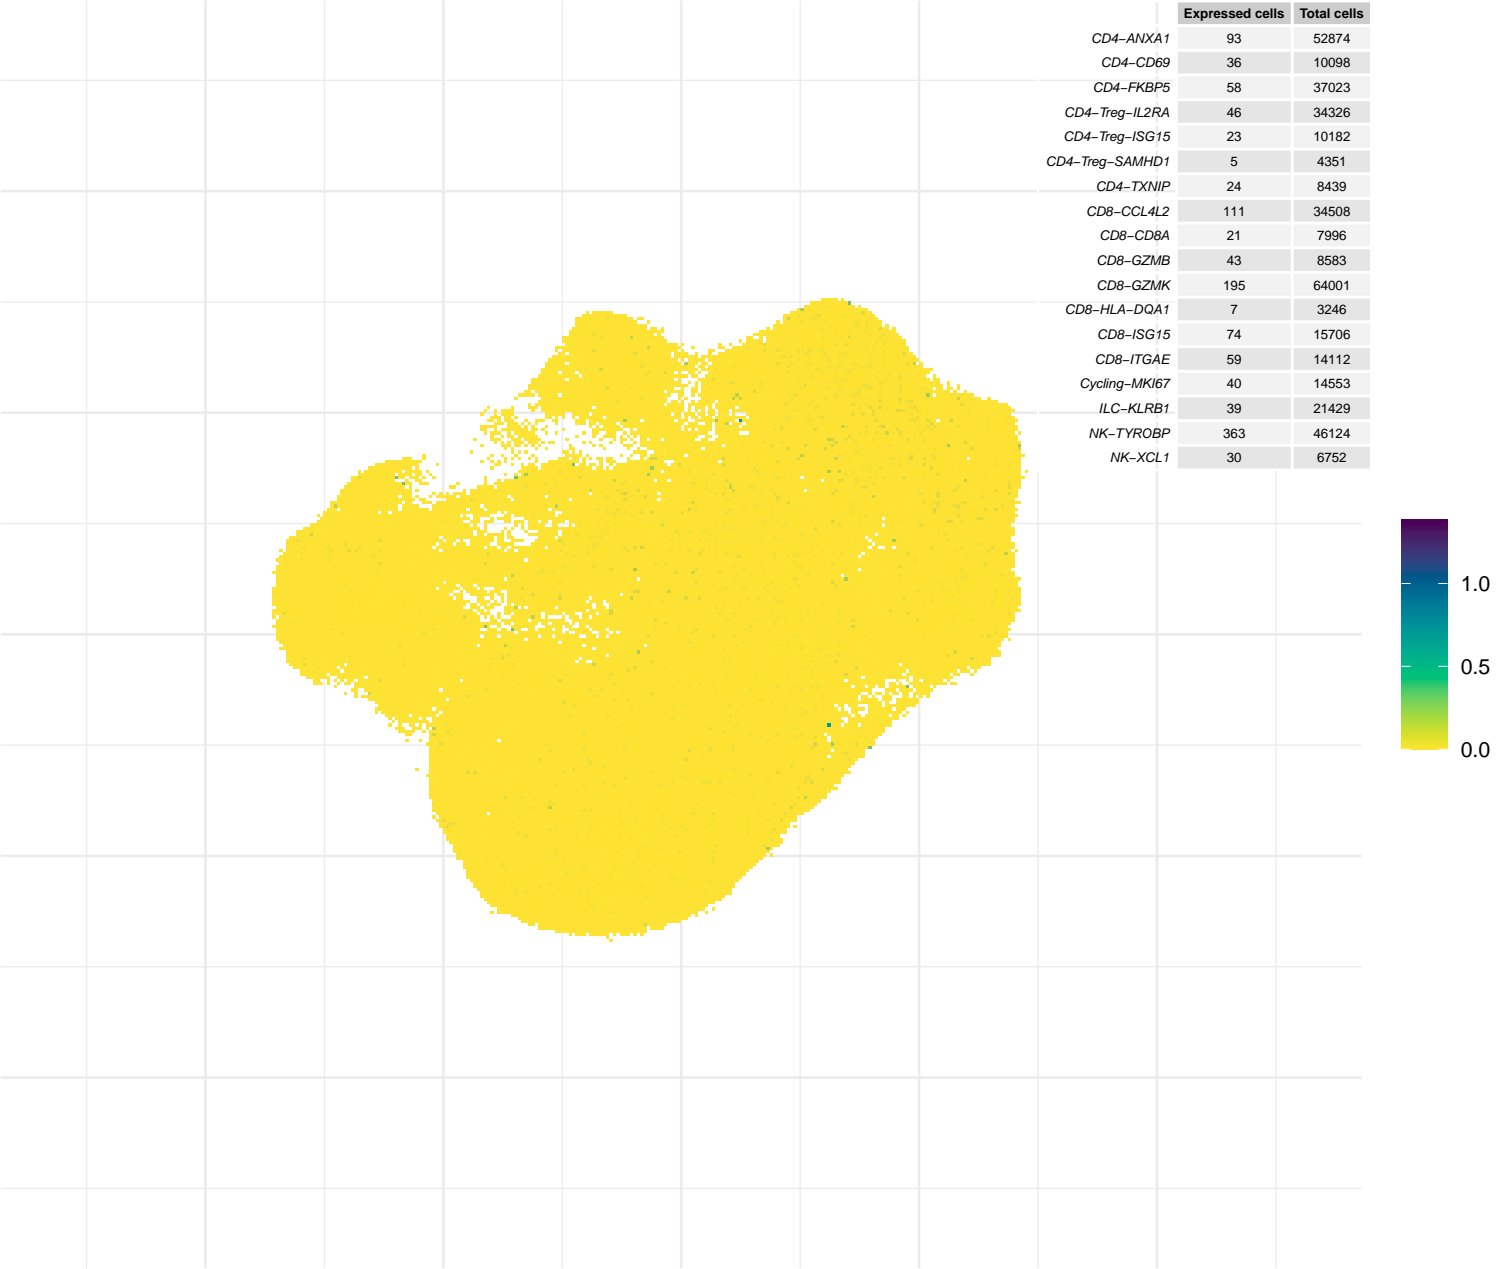 Expressed cells Total cells
CD4−ANXA1 93 52874
CD4−CD69 36 10098
CD4−FKBP5 58 37023
CD4−Treg−IL2RA 46 34326
CD4−Treg−ISG15 23 10182
CD4−Treg−SAMHD1 5 4351
CD4−TXNIP 24 8439
CD8−CCL4L2 111 34508
CD8−CD8A 21 7996
CD8−GZMB 43 8583
CD8−GZMK 195 64001
CD8−HLA−DQA1 7 3246
CD8−ISG15 74 15706
CD8−ITGAE 59 14112
Cycling−MKI67 40 14553
ILC−KLRB1 39 21429
NK−TYROBP 363 46124
NK−XCL1 30 6752
1.0
0.5
0.0